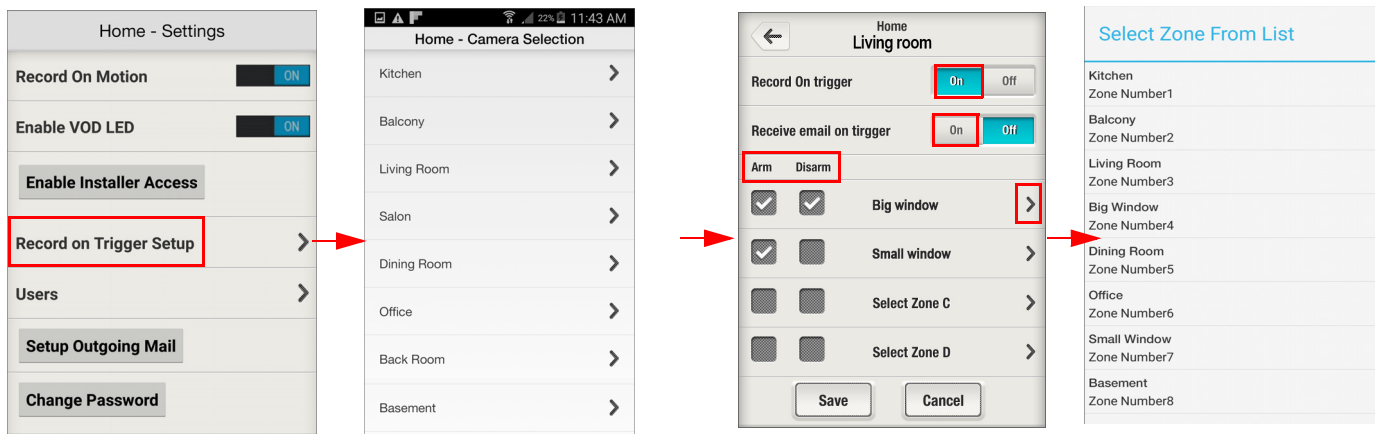 Home - Settings
Record On Motion ON
Enable VOD LED ON
Enable Installer Access
Record on Trigger Setup
Users
Setup Outgoing Mail
Change Password
22% 11:43 AM
Home - Camera Selection
Kitchen
Balcony
Living Room
Salon
Dining Room
Office
Back Room
Basement
Home
Living room
Record On trigger On Off
Receive email on tirgger On Off
Arm Disarm
Big window
Small window
Select Zone C
Select Zone D
Save Cancel
Select Zone From List
Kitchen
Zone Number1
Balcony
Zone Number2
Living Room
Zone Number3
Big Window
Zone Number4
Dining Room
Zone Number5
Office
Zone Number6
Small Window
Zone Number7
Basement
Zone Number8